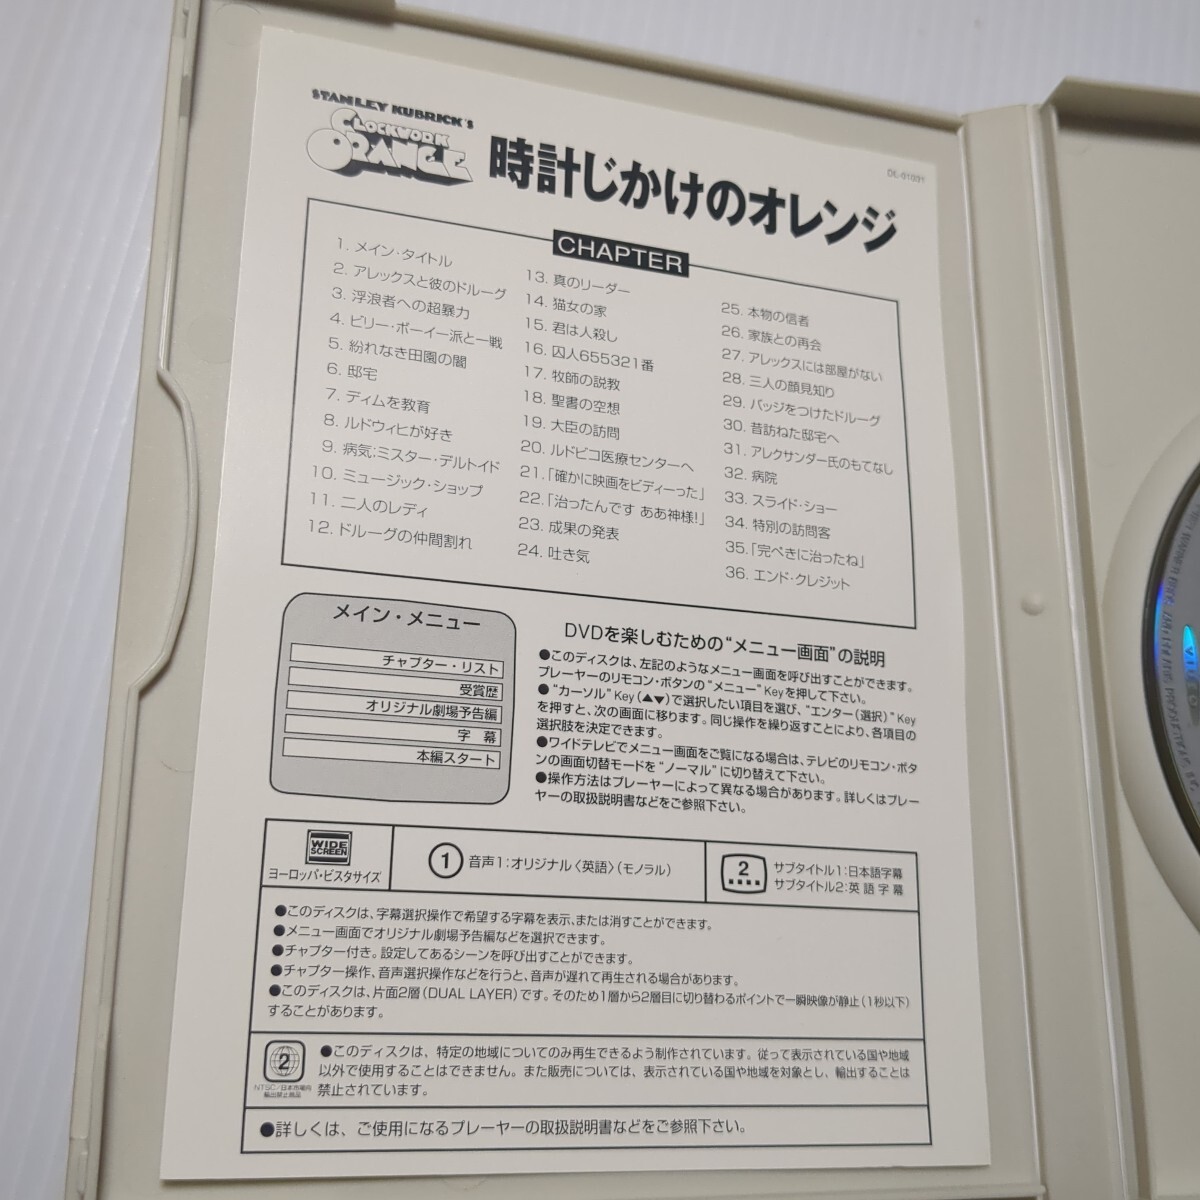 STANLEY KUBRICK'S
CLOCKWORK
ORANGE
時計じかけのオレンジ
DL-01031
CHAPTER
1. メイン・タイトル
2. アレックスと彼のドルーグ
3. 浮浪者への超暴力
4. ビリー・ボーイ一派と一戦
5. 紛れなき田園の闇
6. 邸宅
7. ディムを教育
8. ルドウィヒが好き
9. 病気;ミスター・デルトイド
10. ミュージック・ショップ
11. 二人のレディ
12. ドルーグの仲間割れ
13. 真のリーダー
14. 猫女の家
15. 君は人殺し
16. 囚人655321番
17. 牧師の説教
18. 聖書の空想
19. 大臣の訪問
20. ルドビコ医療センターへ
21.「確かに映画をビディーった」
22.「治ったんです ああ神様!」
23. 成果の発表
24. 吐き気
25. 本物の信者
26. 家族との再会
27. アレックスには部屋がない
28. 三人の顔見知り
29. バッジをつけたドルーグ
30. 昔訪ねた邸宅へ
31. アレクサンダー氏のもてなし
32. 病院
33. スライド・ショー
34. 特別の訪問客
35.「完ぺきに治ったね」
36. エンド・クレジット
メイン・メニュー
チャプター・リスト
受賞歴
オリジナル劇場予告編
字 幕
本編スタート
DVDを楽しむための“メニュー画面”の説明
●このディスクは、左記のようなメニュー画面を呼び出すことができます。
プレーヤーのリモコン・ボタンの“メニュー”Keyを押して下さい。
●“カーソル”Key(▲▼)で選択したい項目を選び、“エンター(選択)”Key
を押すと、次の画面に移ります。同じ操作を繰り返すことにより、各項目の
選択肢を決定できます。
●ワイドテレビでメニュー画面をご覧になる場合は、テレビのリモコン・ボタ
ンの画面切替モードを“ノーマル”に切り替えて下さい。
●操作方法はプレーヤーによって異なる場合があります。詳しくはプレー
ヤーの取扱説明書などをご参照下さい。
WIDE
SCREEN
ヨーロッパ・ビスタサイズ
1 音声1:オリジナル〈英語〉(モノラル)
2
サブタイトル1:日本語字幕
サブタイトル2:英 語 字 幕
●このディスクは、字幕選択操作で希望する字幕を表示、または消すことができます。
●メニュー画面でオリジナル劇場予告編などを選択できます。
●チャプター付き。設定してあるシーンを呼び出すことができます。
●チャプター操作、音声選択操作などを行うと、音声が遅れて再生される場合があります。
●このディスクは、片面2層(DUAL LAYER)です。そのため1層から2層目に切り替わるポイントで一瞬映像が静止(1秒以下)
することがあります。
2
NTSC/日本市場向
輸出禁止商品
●このディスクは、特定の地域についてのみ再生できるよう制作されています。従って表示されている国や地域
以外で使用することはできません。また販売については、表示されている国や地域を対象とし、輸出することは
禁止されています。
●詳しくは、ご使用になるプレーヤーの取扱説明書などをご参照下さい。